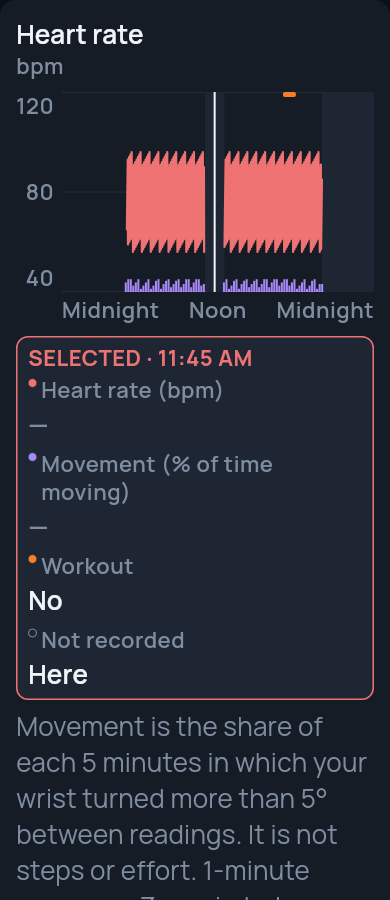 Heart rate
bpm
120
80
40
Midnight Noon Midnight
SELECTED · 11:45 AM
Heart rate (bpm)
—
Movement (% of time
moving)
—
Workout
No
Not recorded
Here
Movement is the share of
each 5 minutes in which your
wrist turned more than 5°
between readings. It is not
steps or effort. 1-minute